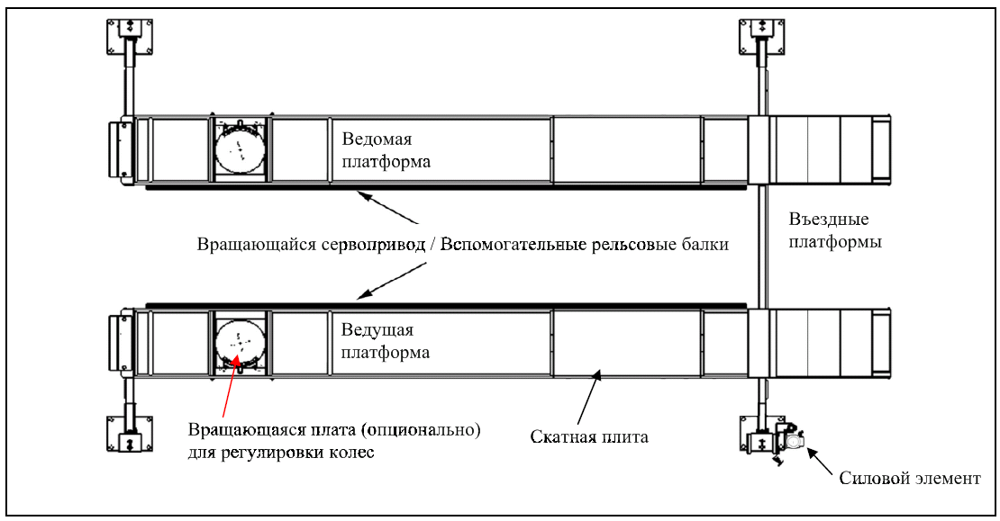 Ведомая
платформа
Въездные
платформы
Вращающайся сервопривод / Вспомогательные рельсовые балки
Ведущая
платформа
Вращающаяся плата (опционально)
для регулировки колес
Скатная плита
Силовой элемент